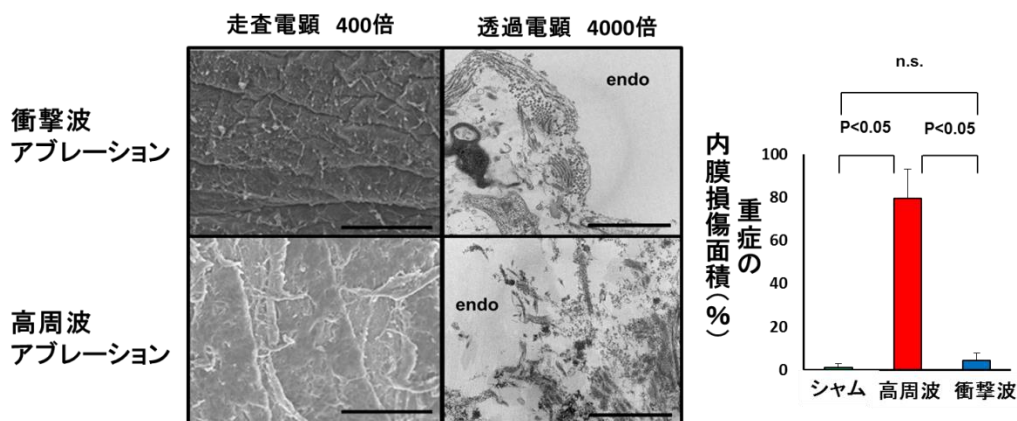 走査電顕 400倍
透過電顕 4000倍
衝撃波
アブレーション
endo
高周波
アブレーション
endo
n.s.
P<0.05
P<0.05
重症の
内膜損傷面積(%)
100
80
60
40
20
0
シャム
高周波
衝撃波